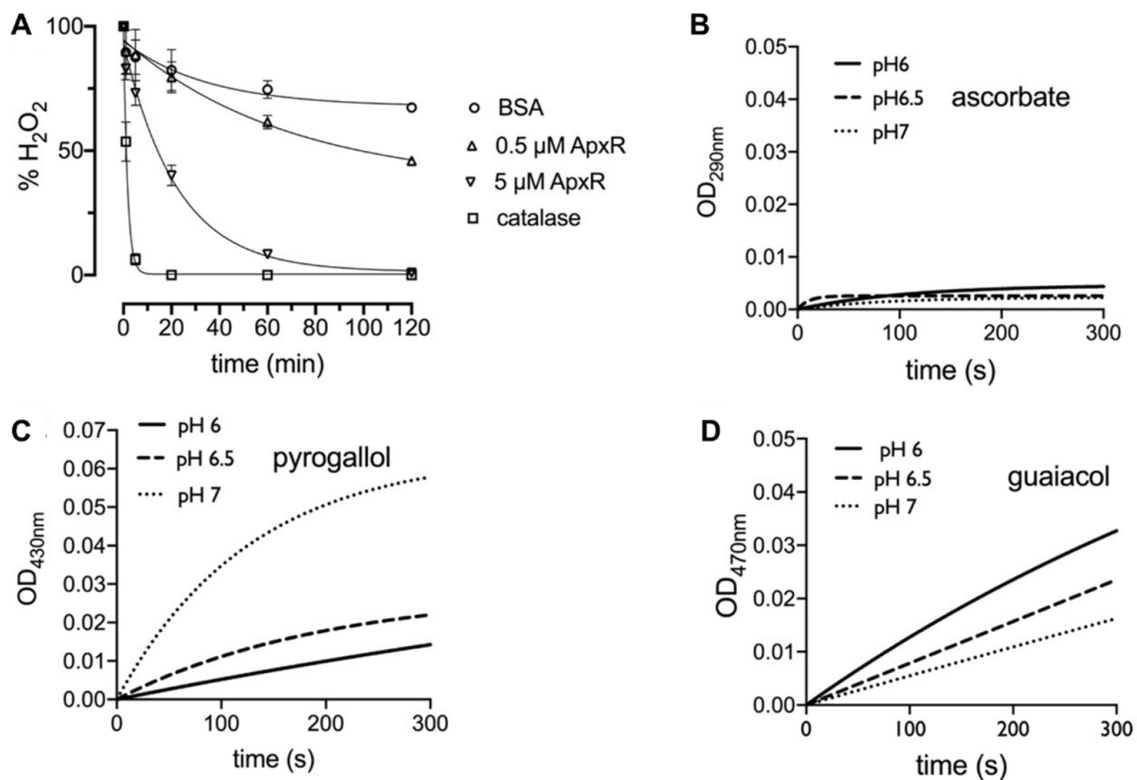 A
% H₂O₂
100
50
0
0 20 60 120
time (min)
BSA
0.5 µM ApxR
5 µM ApxR
catalase
B
OD290nm
0.05
0.04
0.03
0.02
0.01
0.00
0 100 200 300
time (s)
pH6
pH6.5
pH7
ascorbate
C
OD430nm
0.07
0.06
0.05
0.04
0.03
0.02
0.01
0.00
0 100 200 300
time (s)
pH 6
pH 6.5
pH 7
pyrogallol
D
OD470nm
0.05
0.04
0.03
0.02
0.01
0.00
0 100 200 300
time (s)
pH 6
pH 6.5
pH 7
guaiacol